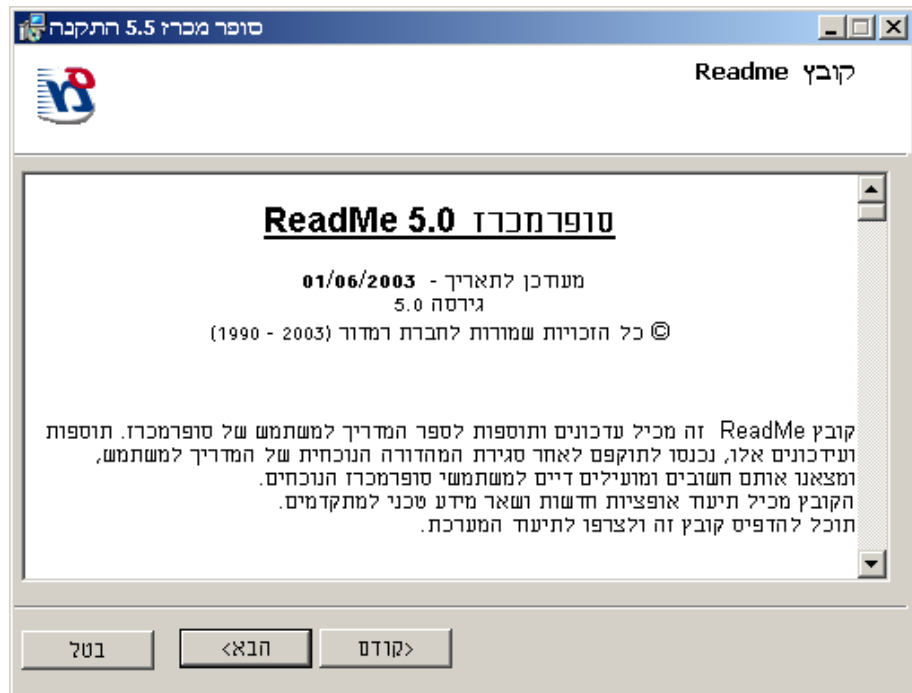 סופר מכרז 5.5 התקנה
קובץ Readme
סופרמכרז ReadMe 5.0
מעודכן לתאריך - 01/06/2003
גירסה 5.0
© כל הזכויות שמורות לחברת רמדור (2003 - 1990)
קובץ ReadMe זה מכיל עדכונים ותוספות לספר המדריך למשתמש של סופרמכרז. תוספות
ועידכונים אלו, נכנסו לתוקפם לאחר סגירת המהדורה הנוכחית של המדריך למשתמש,
ומצאנו אותם חשובים ומועילים דיים למשתמשי סופרמכרז הנוכחים.
הקובץ מכיל תיעוד אופציות חדשות ושאר מידע טכני למתקדמים.
תוכל להדפיס קובץ זה ולצרפו לתיעוד המערכת.
<קודם
הבא>
בטל